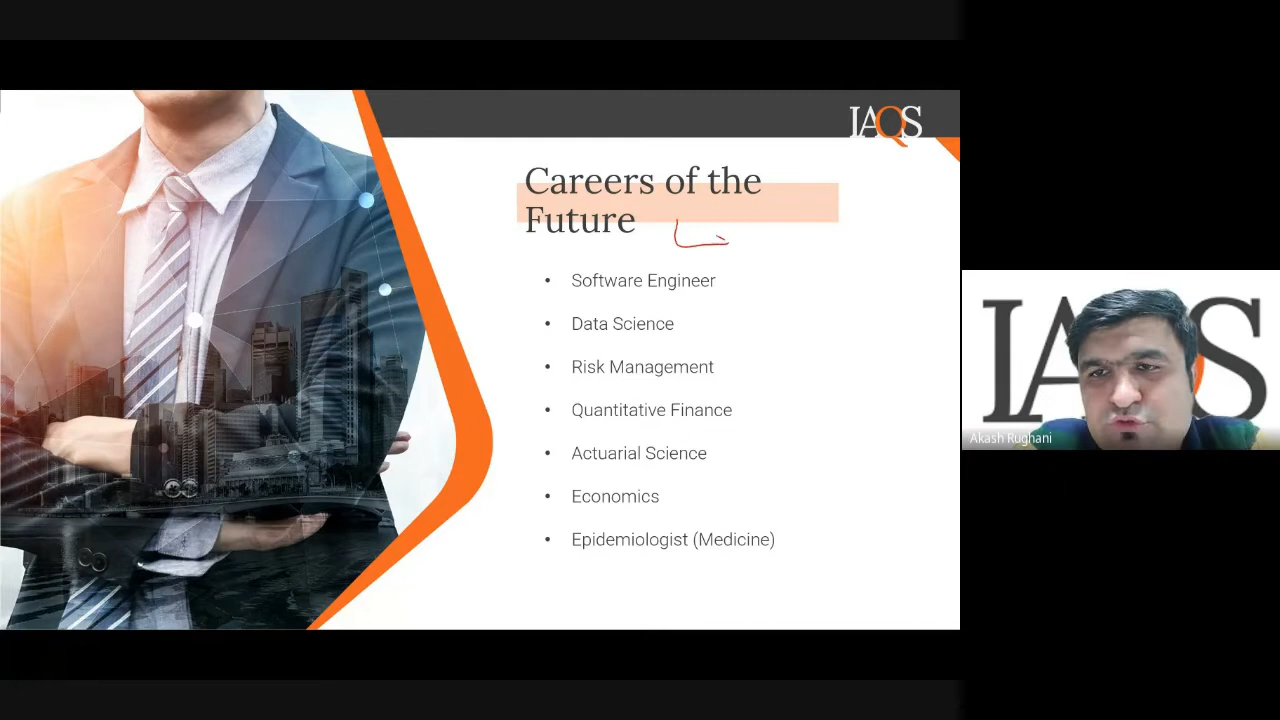 IAQS
Careers of the
Future
• Software Engineer
• Data Science
• Risk Management
• Quantitative Finance
• Actuarial Science
• Economics
• Epidemiologist (Medicine)
IAQS
Akash Rughani